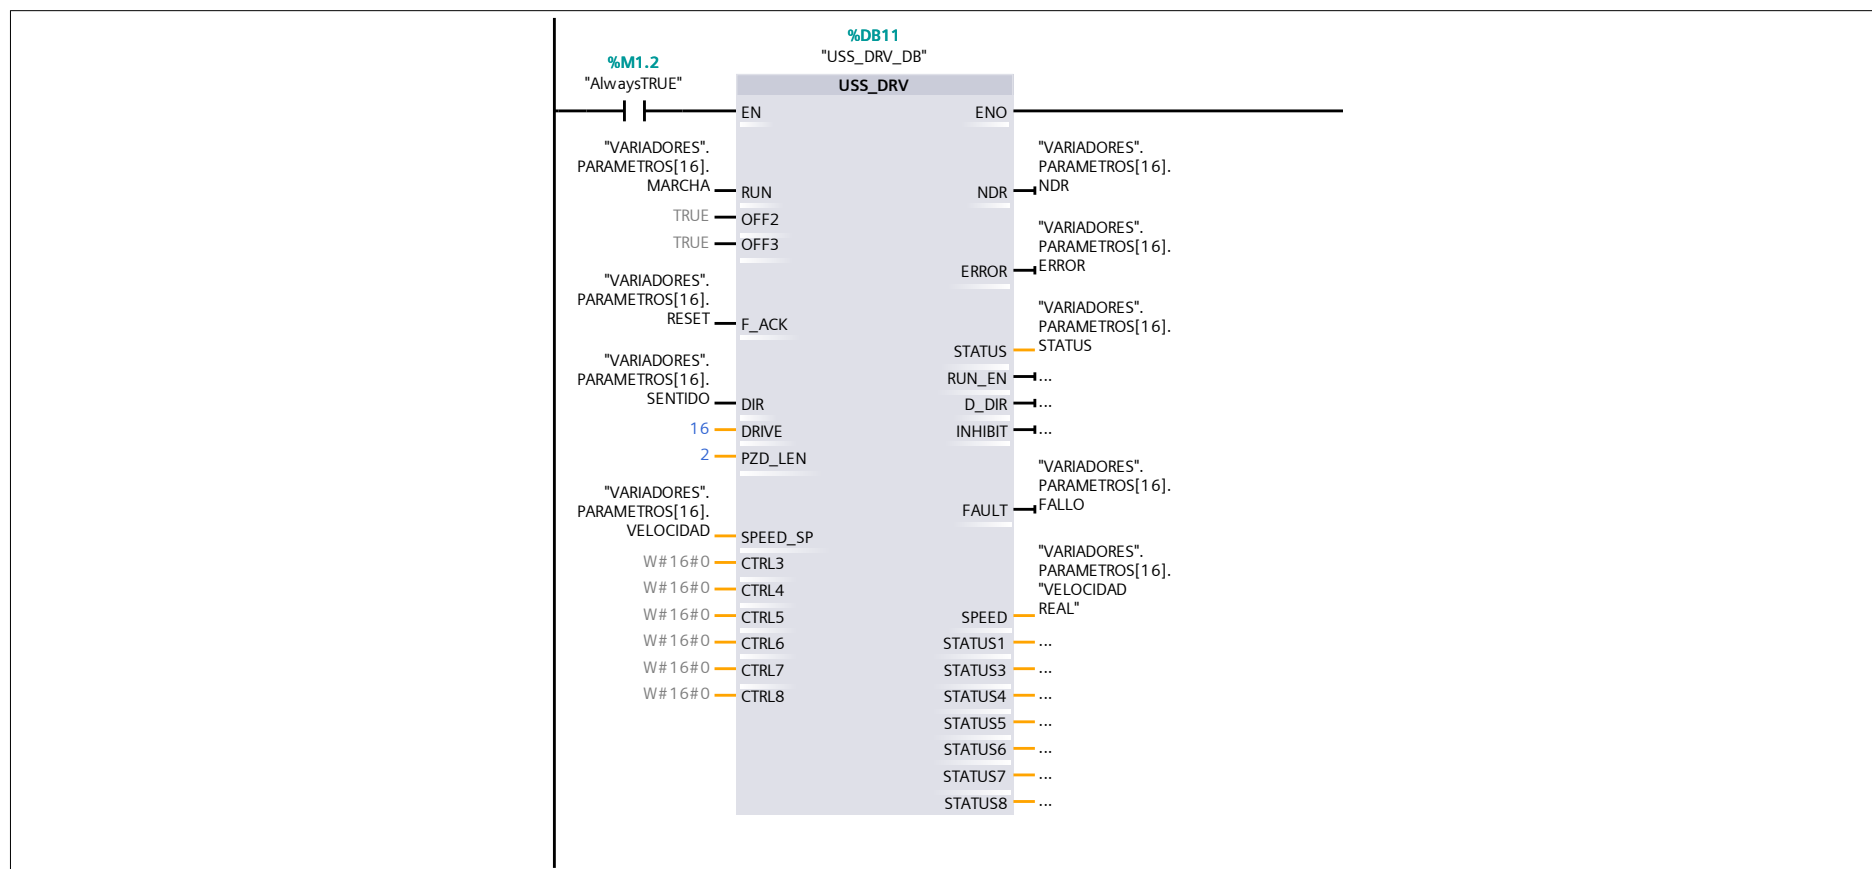 %DB11
"USS_DRV_DB"
%M1.2
"AlwaysTRUE"
USS_DRV
EN
ENO
"VARIADORES".
PARAMETROS[16].
MARCHA
RUN
"VARIADORES".
PARAMETROS[16].
NDR
NDR
TRUE
OFF2
TRUE
OFF3
"VARIADORES".
PARAMETROS[16].
ERROR
ERROR
"VARIADORES".
PARAMETROS[16].
RESET
F_ACK
"VARIADORES".
PARAMETROS[16].
STATUS
STATUS
RUN_EN
...
"VARIADORES".
PARAMETROS[16].
SENTIDO
DIR
D_DIR
...
16
DRIVE
INHIBIT
...
2
PZD_LEN
"VARIADORES".
PARAMETROS[16].
FALLO
FAULT
"VARIADORES".
PARAMETROS[16].
VELOCIDAD
SPEED_SP
W#16#0
CTRL3
W#16#0
CTRL4
W#16#0
CTRL5
"VARIADORES".
PARAMETROS[16].
"VELOCIDAD
REAL"
SPEED
W#16#0
CTRL6
STATUS1
...
W#16#0
CTRL7
STATUS3
...
W#16#0
CTRL8
STATUS4
...
STATUS5
...
STATUS6
...
STATUS7
...
STATUS8
...